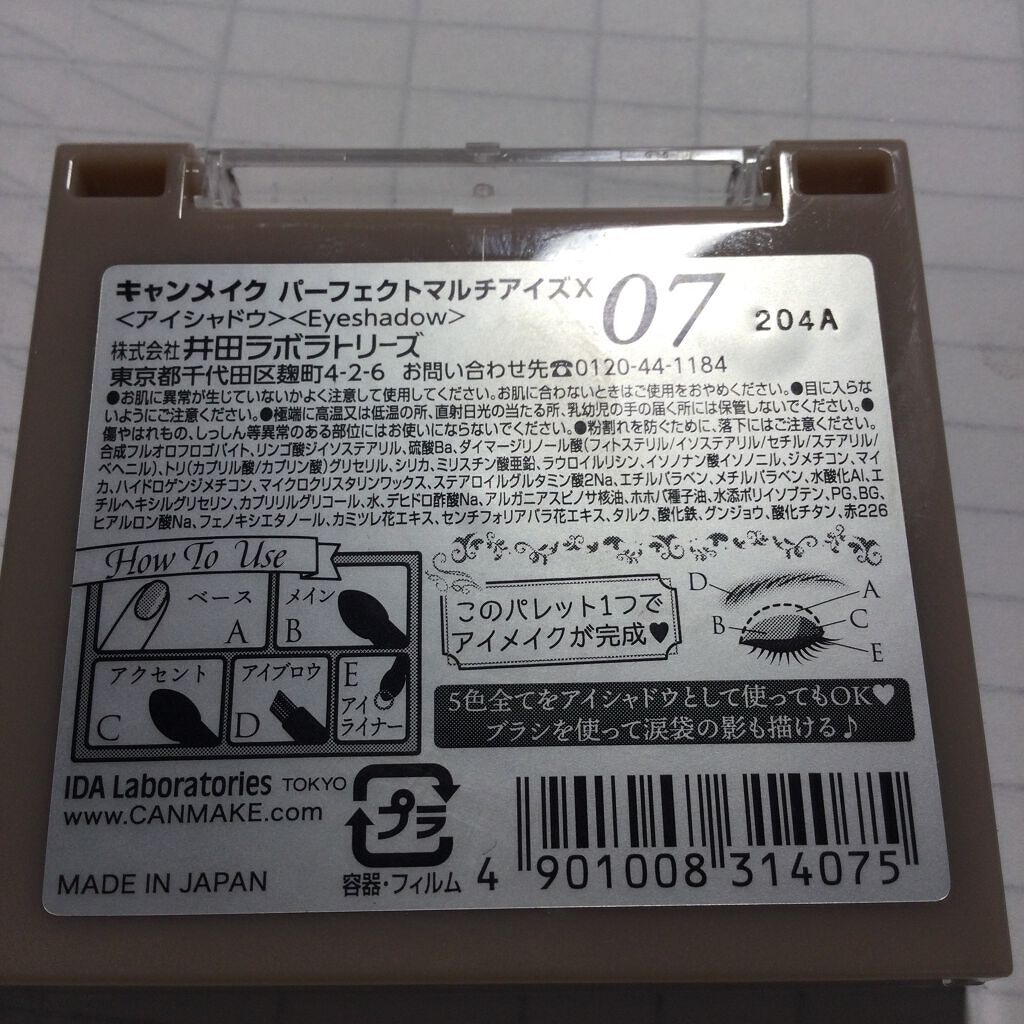 キャンメイク パーフェクトマルチアイズX 07 204A
<アイシャドウ><Eyeshadow>
株式会社 井田ラボラトリーズ
東京都千代田区麹町4-2-6 お問い合わせ先☎0120-44-1184
●お肌に異常が生じていないかよく注意して使用してください。お肌に合わないときはご使用をおやめください。●目に入らな
いようにご注意ください。●極端に高温又は低温の所、直射日光の当たる所、乳幼児の手の届く所には保管しないでください。●
傷やはれもの、しっしん等異常のある部位にはお使いにならないでください。●粉割れを防ぐために、落下にはご注意ください。
合成フルオロフロゴパイト、リンゴ酸ジイソステアリル、硫酸Ba、ダイマージリノール酸(フィトステリル/イソステアリル/セチル/ステアリル/
ベヘニル)、トリ(カプリル酸/カプリン酸)グリセリル、シリカ、ミリスチン酸亜鉛、ラウロイルリシン、イソノナン酸イソノニル、ジメチコン、マイ
カ、ハイドロゲンジメチコン、マイクロクリスタリンワックス、ステアロイルグルタミン酸2Na、エチルパラベン、メチルパラベン、水酸化Al、エ
チルヘキシルグリセリン、カプリリルグリコール、水、デヒドロ酢酸Na、アルガニアスピノサ核油、ホホバ種子油、水添ポリイソブテン、PG、BG、
ヒアルロン酸Na、フェノキシエタノール、カミツレ花エキス、センチフォリアバラ花エキス、タルク、酸化鉄、グンジョウ、酸化チタン、赤226
How To Use
ベース A
メイン B
アクセント C
アイブロウ D
E アイライナー
このパレット1つで
アイメイクが完成♥
D
A
B
C
E
5色全てをアイシャドウとして使ってもOK♥
ブラシを使って涙袋の影も描ける♪
IDA Laboratories TOKYO
www.CANMAKE.com
MADE IN JAPAN
プラ
容器・フィルム
4 901008 314075